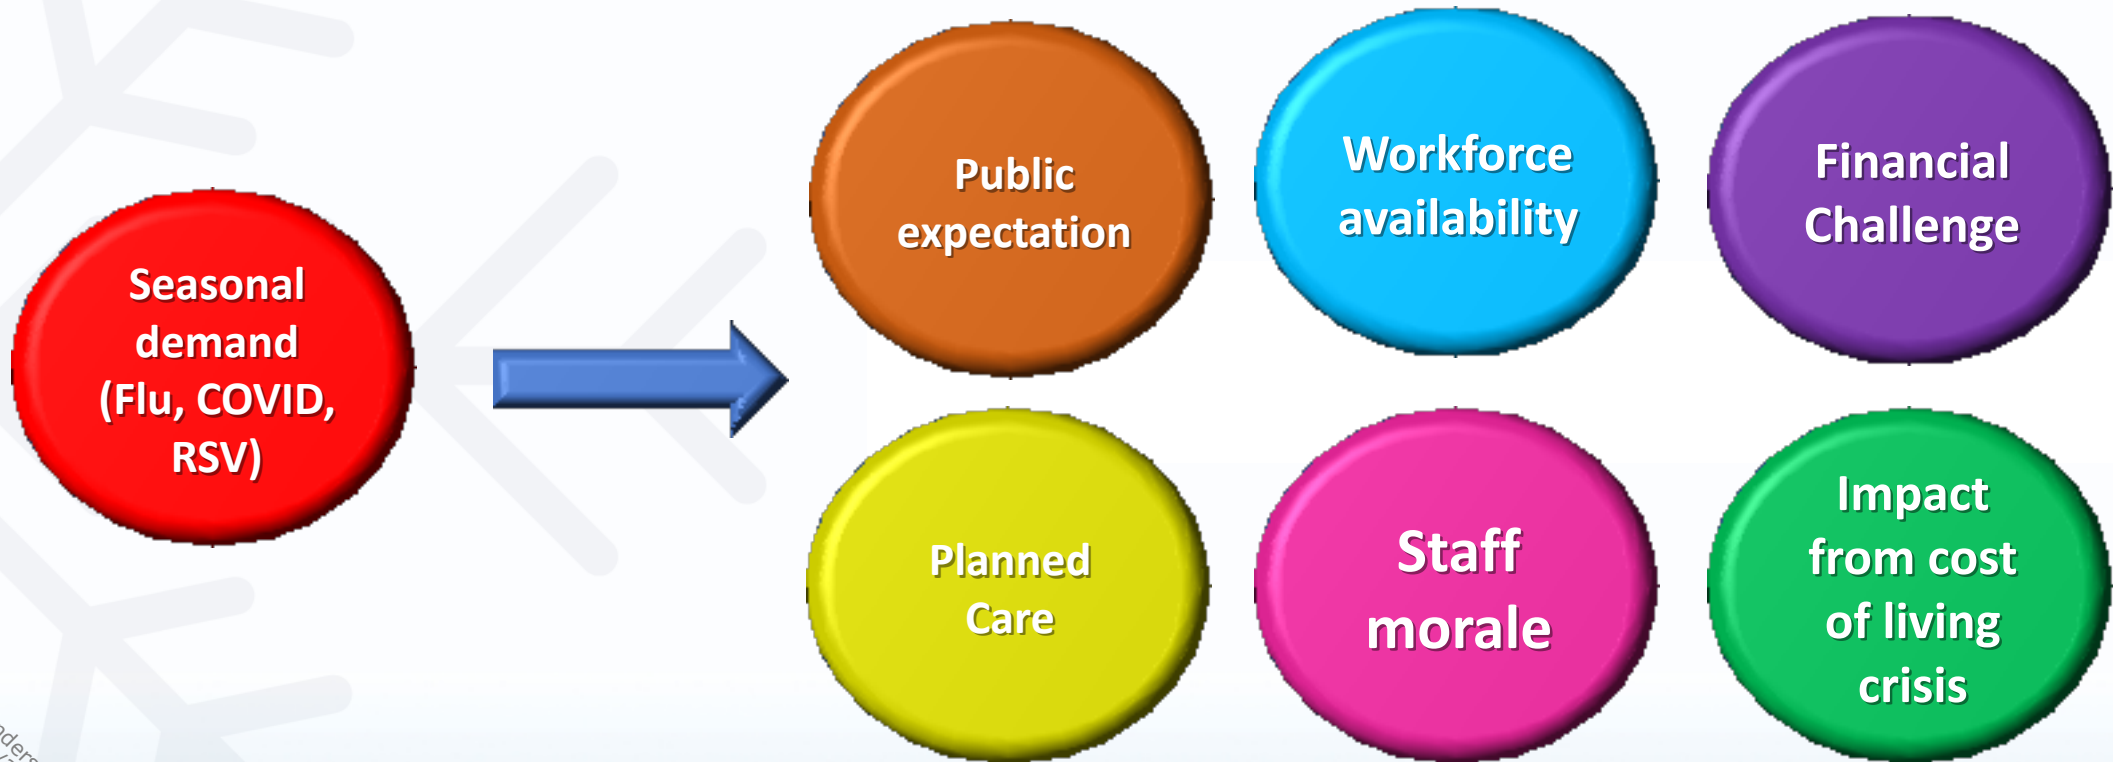 Seasonal
demand
(Flu, COVID,
RSV)
Public
expectation
Workforce
availability
Financial
Challenge
Planned
Care
Staff
morale
Impact
from cost
of living
crisis